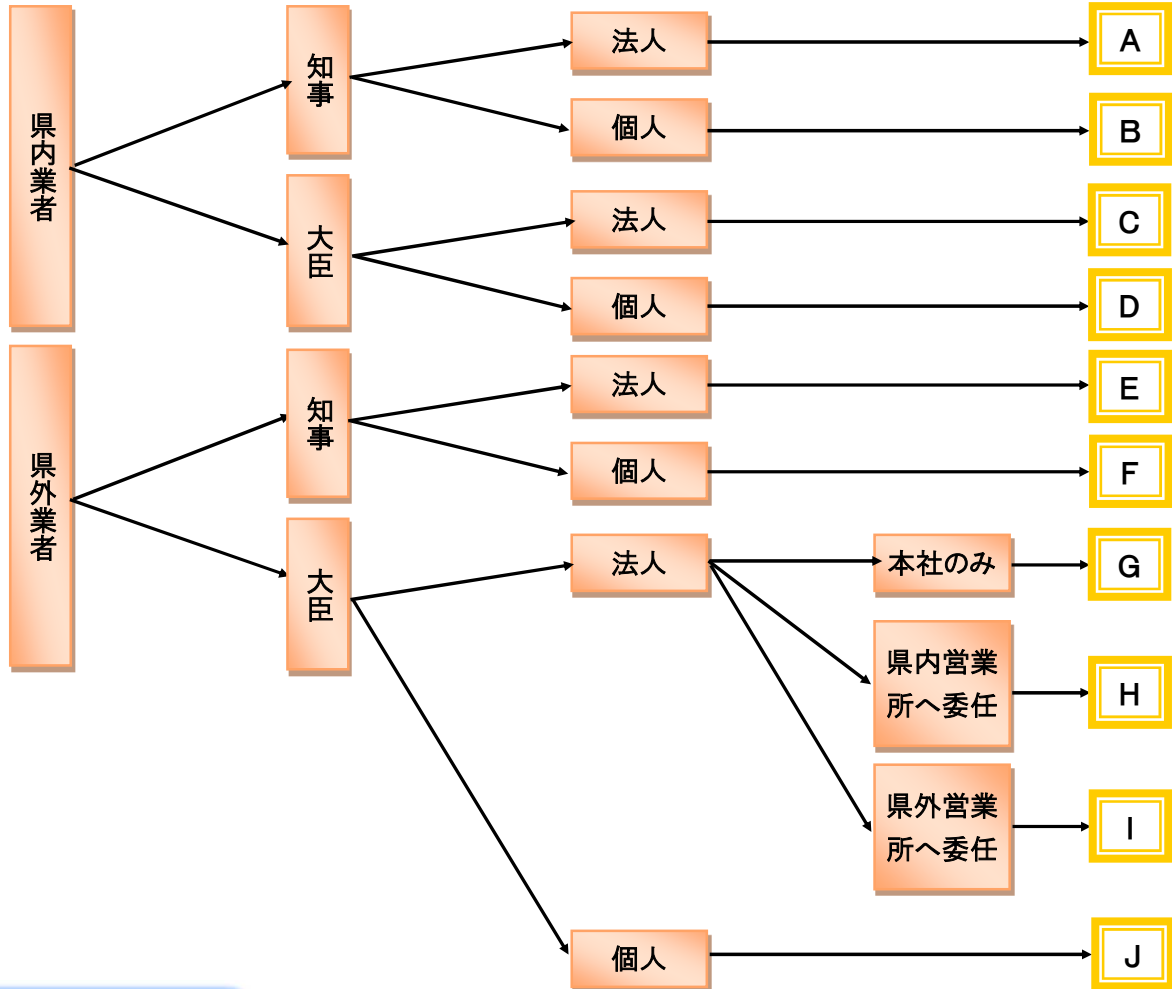 県内業者
知事
法人
A
個人
B
大臣
法人
C
個人
D
県外業者
知事
法人
E
個人
F
大臣
法人
本社のみ
G
県内営業
所へ委任
H
県外営業
所へ委任
I
個人
J